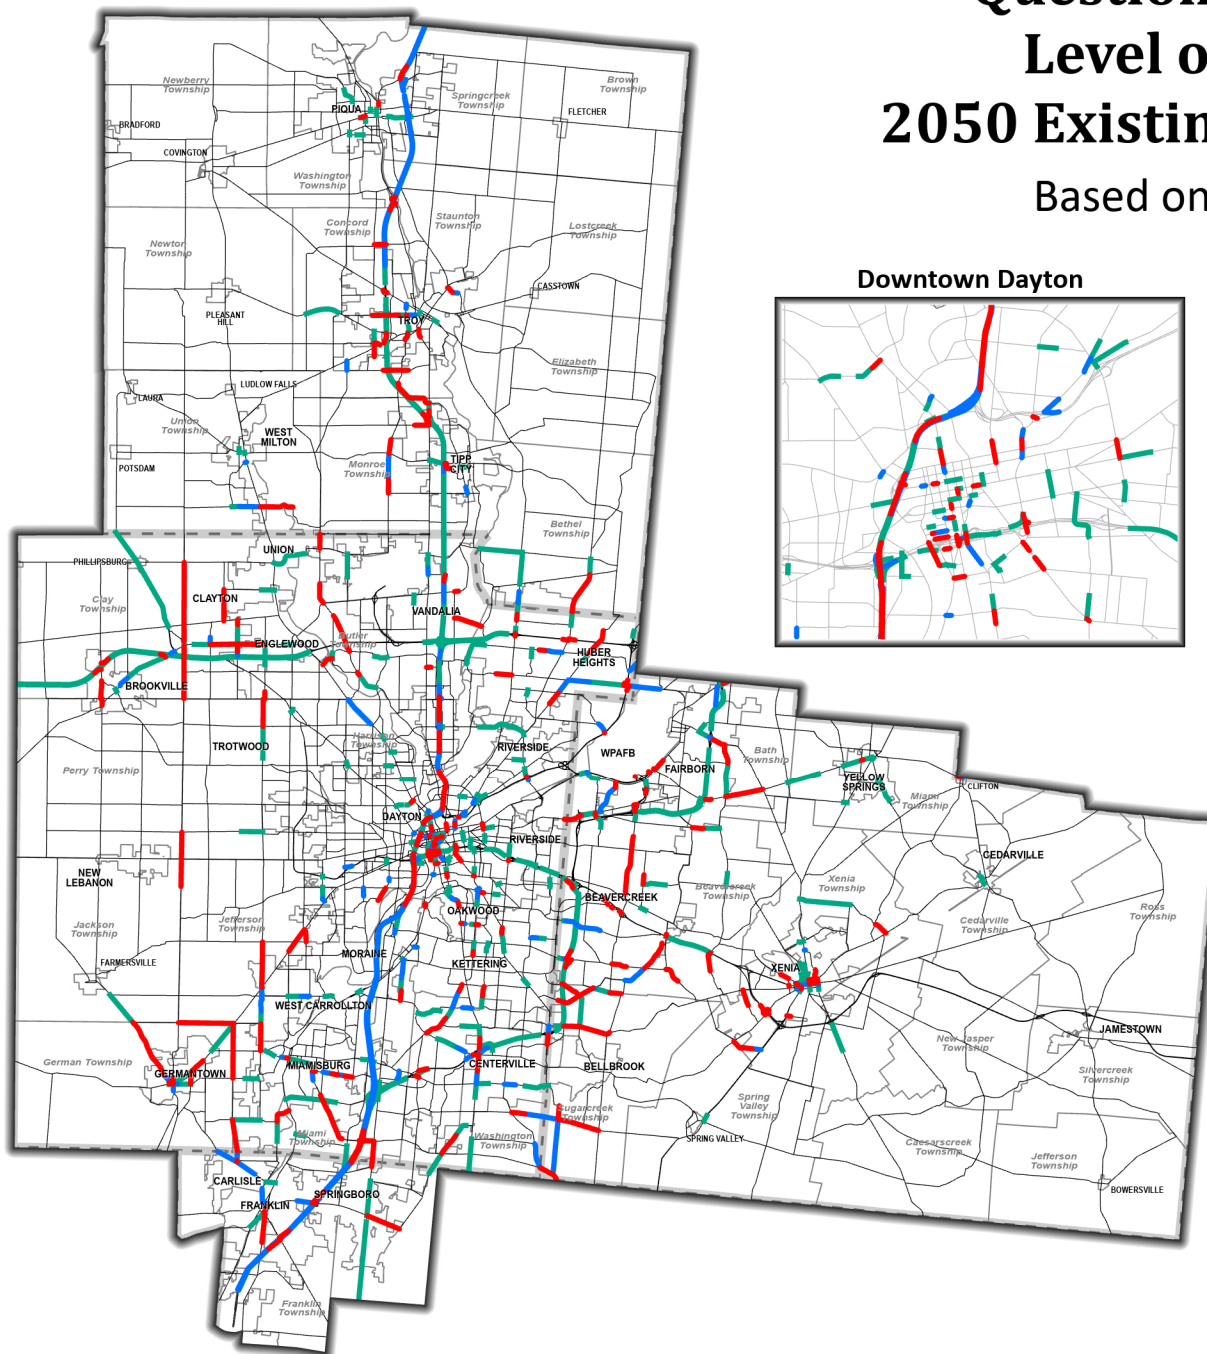 Question
Level o
2050 Existin
Based on
Downtown Dayton
Newberry
Township
Brown
Township
Springcreek
Township
PIQUA
FLETCHER
BRADFORD
COVINGTON
Washington
Township
Concord
Township
Staunton
Township
Lostcreek
Township
Newton
Township
CASSTOWN
PLEASANT
HILL
TROY
Elizabeth
Township
LUDLOW FALLS
LAURA
Union
Township
WEST
MILTON
POTSDAM
Monroe
Township
TIPP
CITY
Bethel
Township
UNION
PHILLIPSBURG
Clay
Township
CLAYTON
VANDALIA
ENGLEWOOD
Butler
Township
HUBER
HEIGHTS
BROOKVILLE
TROTWOOD
Harrison
Township
RIVERSIDE
WPAFB
FAIRBORN
Bath
Township
Perry Township
YELLOW
SPRINGS
Miami
Township
CLIFTON
DAYTON
RIVERSIDE
CEDARVILLE
NEW
LEBANON
BEAVERCREEK
Beavercreek
Township
Xenia
Township
OAKWOOD
Cedarville
Township
Ross
Township
Jackson
Township
Jefferson
Township
MORAINE
KETTERING
FARMERSVILLE
XENIA
WEST CARROLLTON
JAMESTOWN
New Jasper
Township
German Township
GERMANTOWN
MIAMISBURG
CENTERVILLE
BELLBROOK
Silvercreek
Township
Spring
Valley
Township
Sugarcreek
Township
Miami
Township
Washington
Township
SPRING VALLEY
Caesarscreek
Township
Jefferson
Township
CARLISLE
SPRINGBORO
FRANKLIN
BOWERSVILLE
Franklin
Township